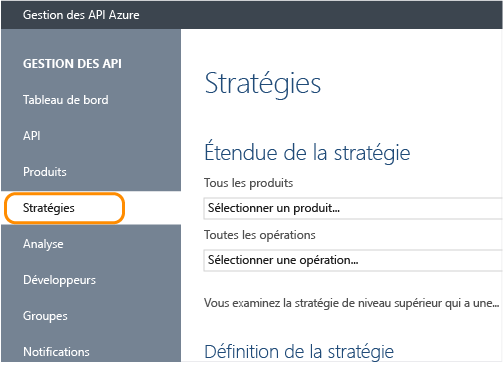 Gestion des API Azure
GESTION DES API
Tableau de bord
API
Produits
Stratégies
Analyse
Développeurs
Groupes
Notifications
Stratégies
Étendue de la stratégie
Tous les produits
Sélectionner un produit...
Toutes les opérations
Sélectionner une opération...
Vous examinez la stratégie de niveau supérieur qui a une...
Définition de la stratégie